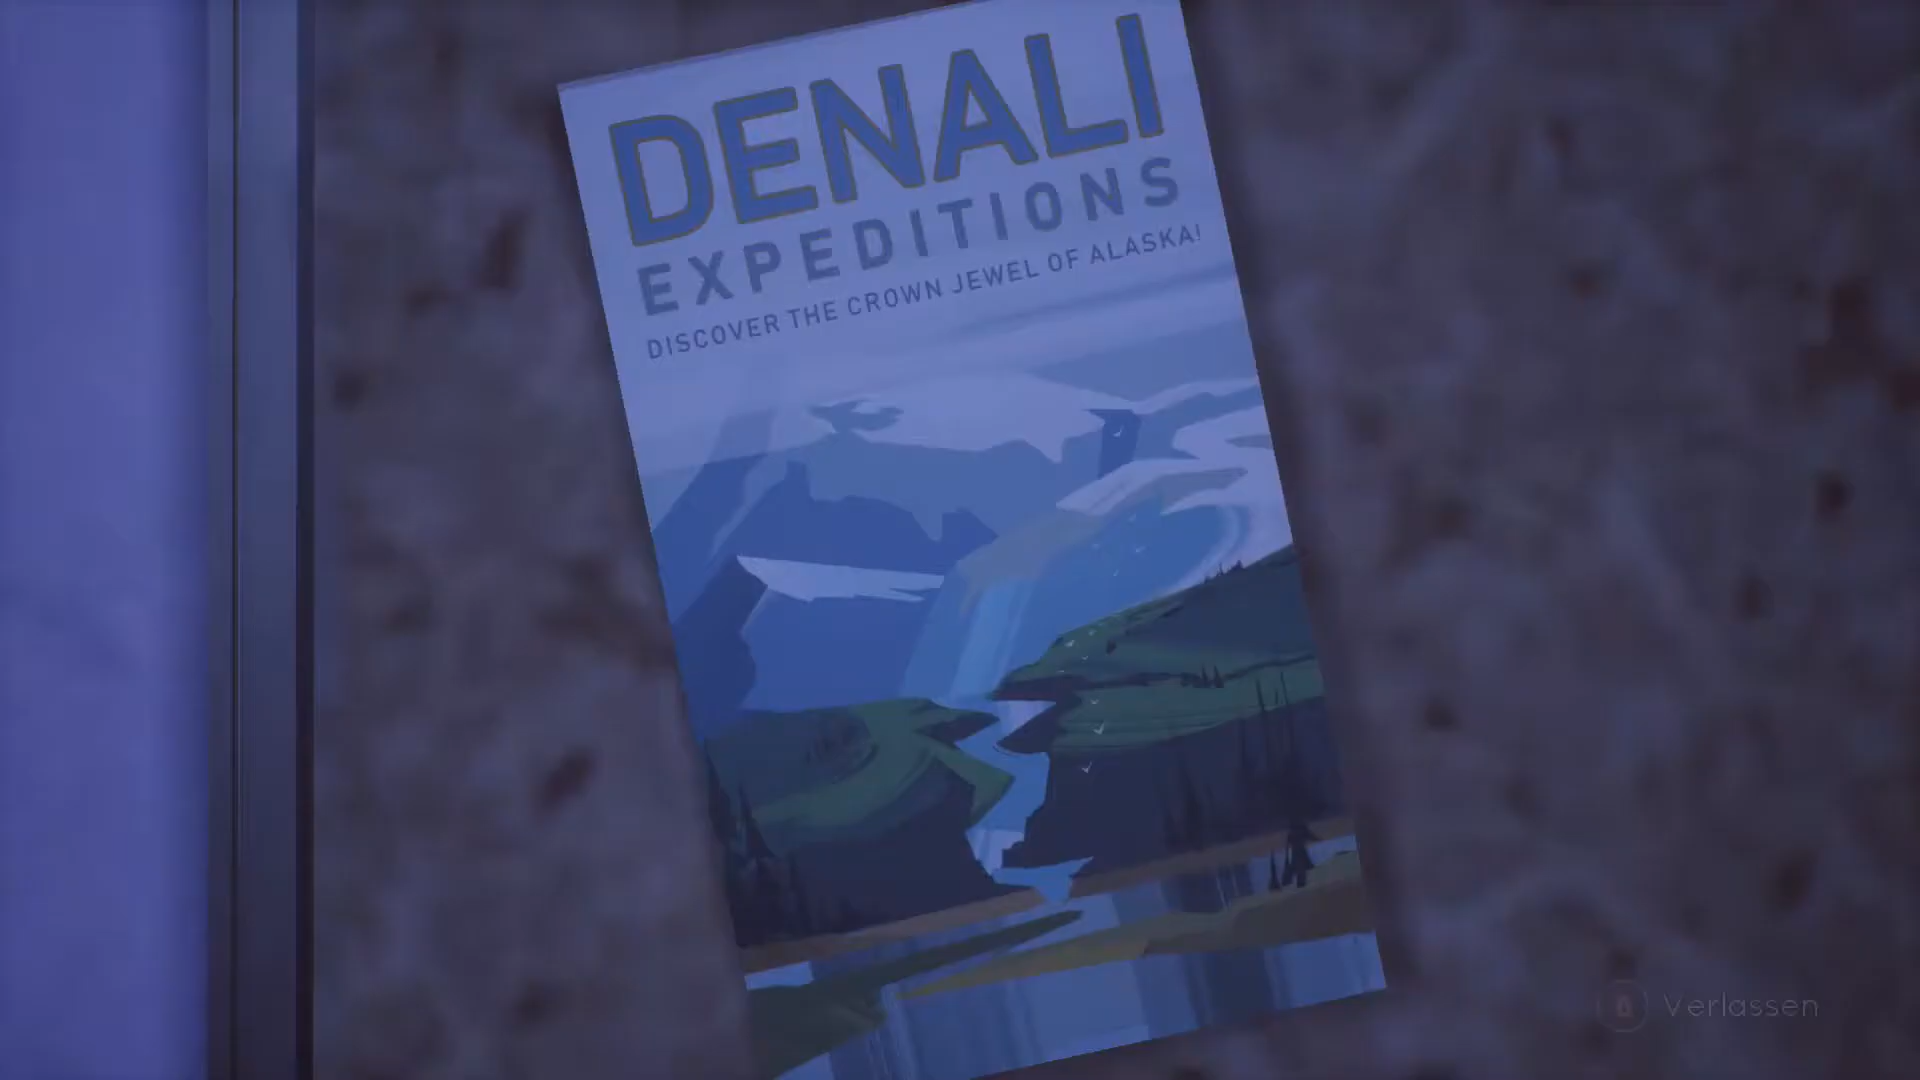 DENALI
EXPEDITIONS
DISCOVER THE CROWN JEWEL OF ALASKA!
Verlassen